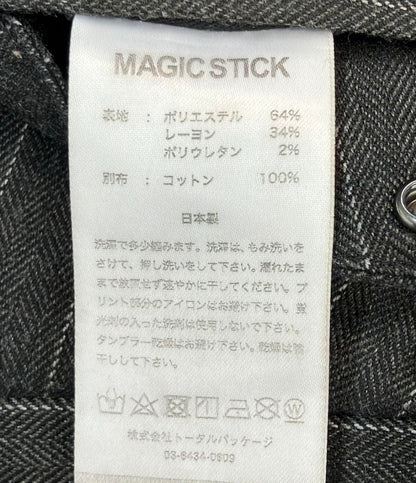 MAGIC STICK
表地 : ポリエステル 64%
レーヨン 34%
ポリウレタン 2%
別布 : コットン 100%
日本製
洗濯で多少縮みます。洗濯は、もみ洗いを
さけて、押し洗いをして下さい。濡れたま
まで放置せず速やかに干してください。プ
リント部分のアイロンはお避け下さい。蛍
光剤の入った洗剤は使用しないで下さい。
タンブラー乾燥はお避け下さい。乾燥は陰
干しして下さい。
株式会社トータルパッケージ
03-6434-0809